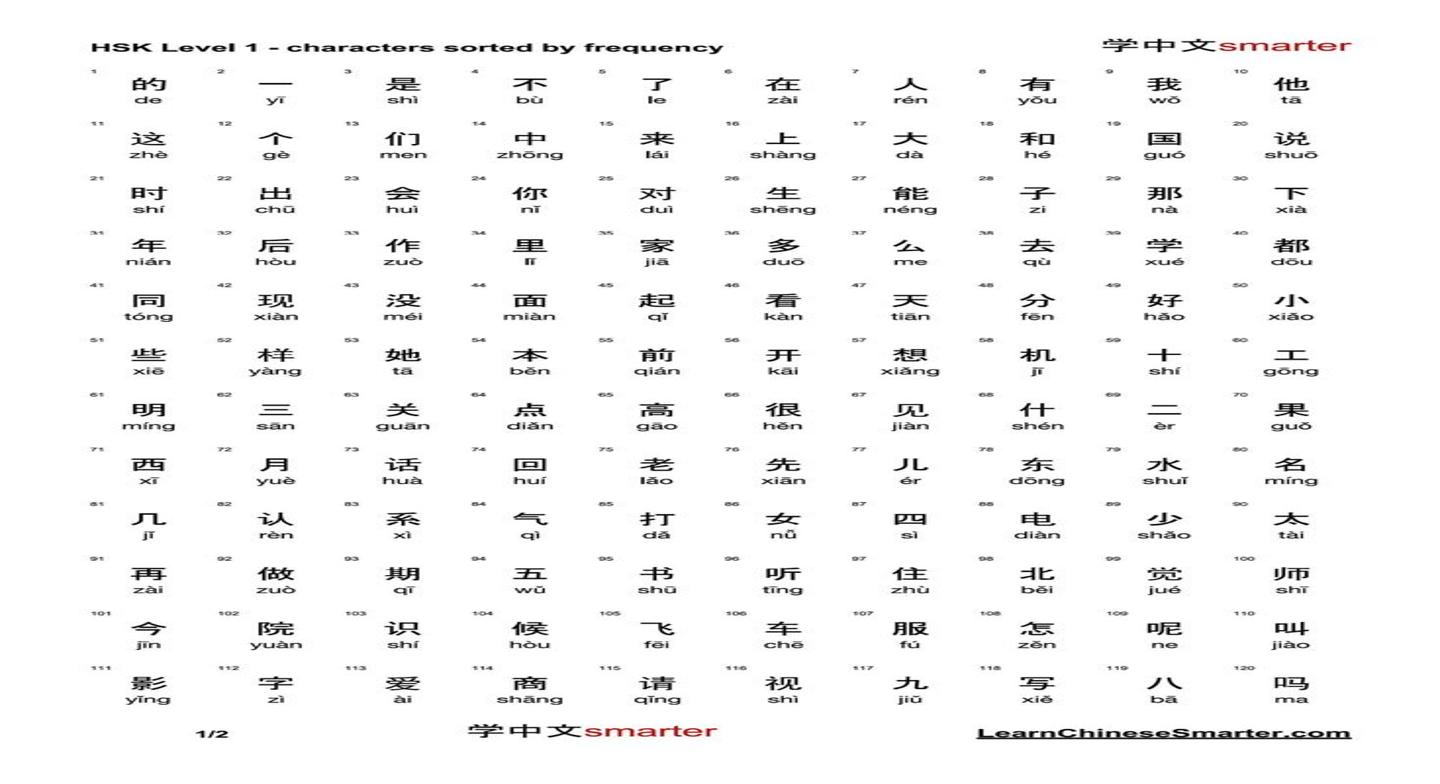 HSK Level 1 - characters sorted by frequency 学中文smarter
1 2 3 4 5 6 7 8 9 10
的 一 是 不 了 在 人 有 我 他
de yī shì bù le zài rén yǒu wǒ tā
11 12 13 14 15 16 17 18 19 20
这 个 们 中 来 上 大 和 国 说
zhè gè men zhōng lái shàng dà hé guó shuō
21 22 23 24 25 26 27 28 29 30
时 出 会 你 对 生 能 子 那 下
shí chū huì nǐ duì shēng néng zi nà xià
31 32 33 34 35 36 37 38 39 40
年 后 作 里 家 多 么 去 学 都
nián hòu zuò lǐ jiā duō me qù xué dōu
41 42 43 44 45 46 47 48 49 50
同 现 没 面 起 看 天 分 好 小
tóng xiàn méi miàn qǐ kàn tiān fēn hǎo xiǎo
51 52 53 54 55 56 57 58 59 60
些 样 她 本 前 开 想 机 十 工
xiē yàng tā běn qián kāi xiǎng jī shí gōng
61 62 63 64 65 66 67 68 69 70
明 三 关 点 高 很 见 什 二 果
míng sān guān diǎn gāo hěn jiàn shén èr guǒ
71 72 73 74 75 76 77 78 79 80
西 月 话 回 老 先 儿 东 水 名
xī yuè huà huí lǎo xiān ér dōng shuǐ míng
81 82 83 84 85 86 87 88 89 90
几 认 系 气 打 女 四 电 少 太
jǐ rèn xì qì dǎ nǚ sì diàn shǎo tài
91 92 93 94 95 96 97 98 99 100
再 做 期 五 书 听 住 北 觉 师
zài zuò qī wǔ shū tīng zhù běi jué shī
101 102 103 104 105 106 107 108 109 110
今 院 识 候 飞 车 服 怎 呢 叫
jīn yuàn shí hòu fēi chē fú zěn ne jiào
111 112 113 114 115 116 117 118 119 120
影 字 爱 商 请 视 九 写 八 吗
yǐng zì ài shāng qǐng shì jiǔ xiě bā ma
1/2 学中文smarter LearnChineseSmarter.com